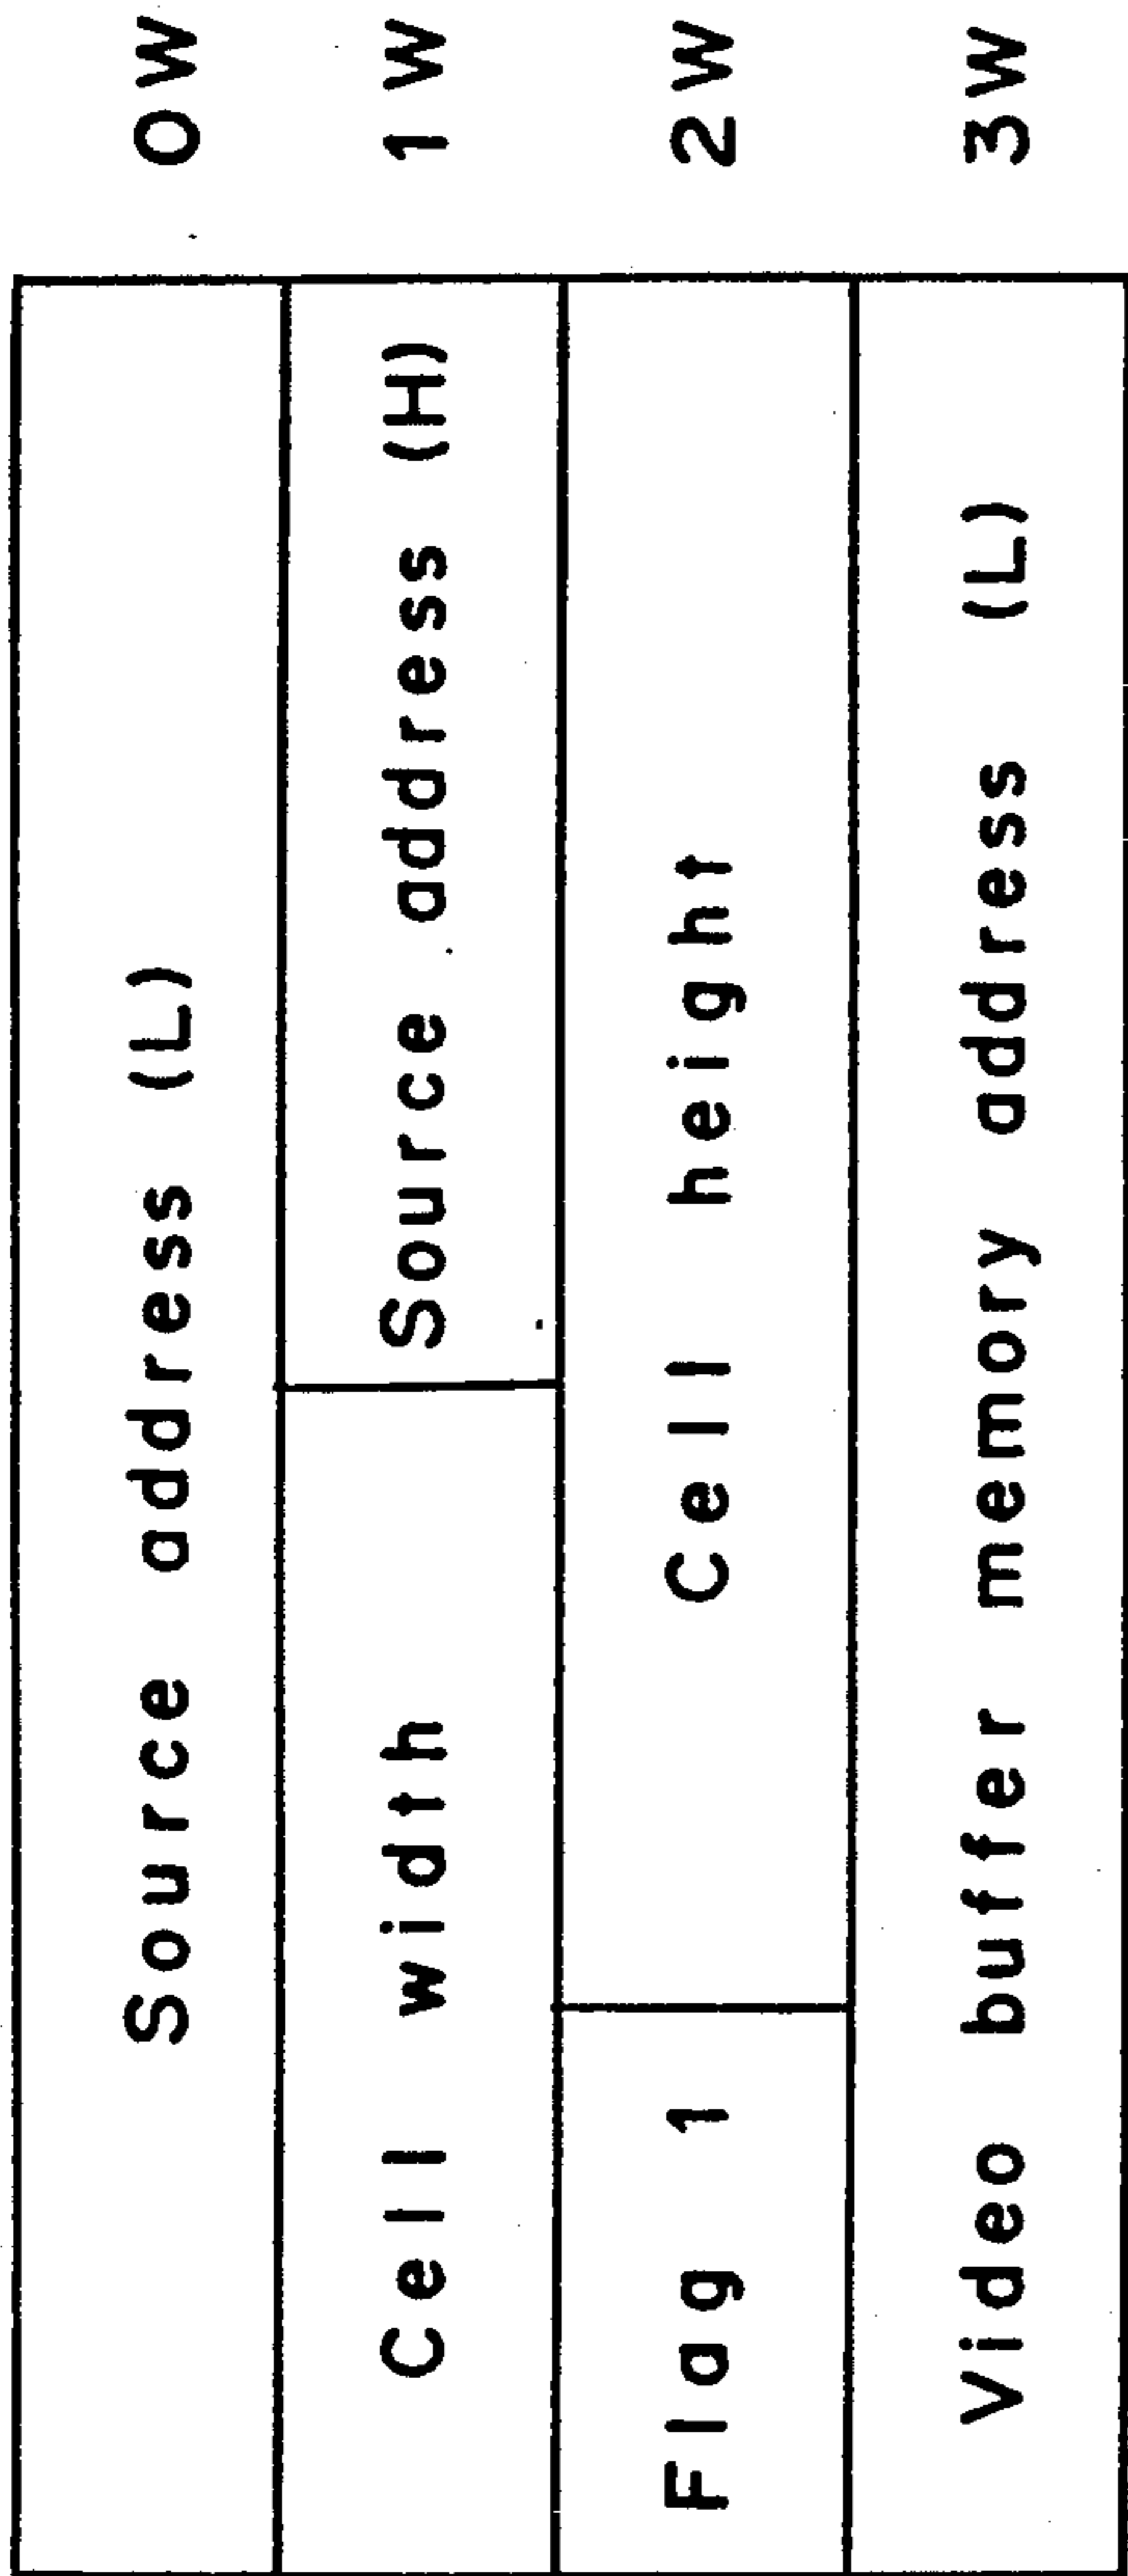 Source address (L) 0W
Cell width Source address (H) 1W
Flag 1 Cell height 2W
Video buffer memory address (L) 3W